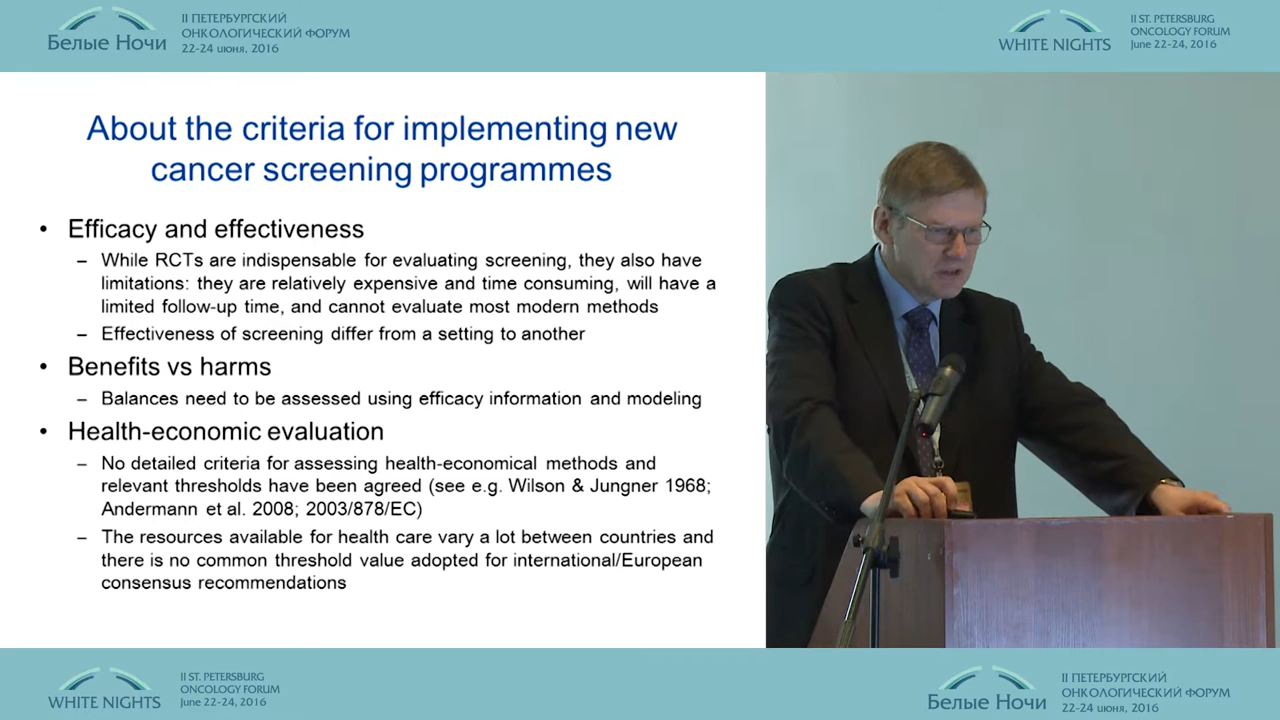 Белые Ночи
II ПЕТЕРБУРГСКИЙ
ОНКОЛОГИЧЕСКИЙ ФОРУМ
22-24 июня, 2016
WHITE NIGHTS
II ST. PETERSBURG
ONCOLOGY FORUM
June 22-24, 2016
About the criteria for implementing new
cancer screening programmes
• Efficacy and effectiveness
– While RCTs are indispensable for evaluating screening, they also have
limitations: they are relatively expensive and time consuming, will have a
limited follow-up time, and cannot evaluate most modern methods
– Effectiveness of screening differ from a setting to another
• Benefits vs harms
– Balances need to be assessed using efficacy information and modeling
• Health-economic evaluation
– No detailed criteria for assessing health-economical methods and
relevant thresholds have been agreed (see e.g. Wilson & Jungner 1968;
Andermann et al. 2008; 2003/878/EC)
– The resources available for health care vary a lot between countries and
there is no common threshold value adopted for international/European
consensus recommendations
WHITE NIGHTS
II ST. PETERSBURG
ONCOLOGY FORUM
June 22-24, 2016
Белые Ночи
II ПЕТЕРБУРГСКИЙ
ОНКОЛОГИЧЕСКИЙ ФОРУМ
22-24 июня, 2016